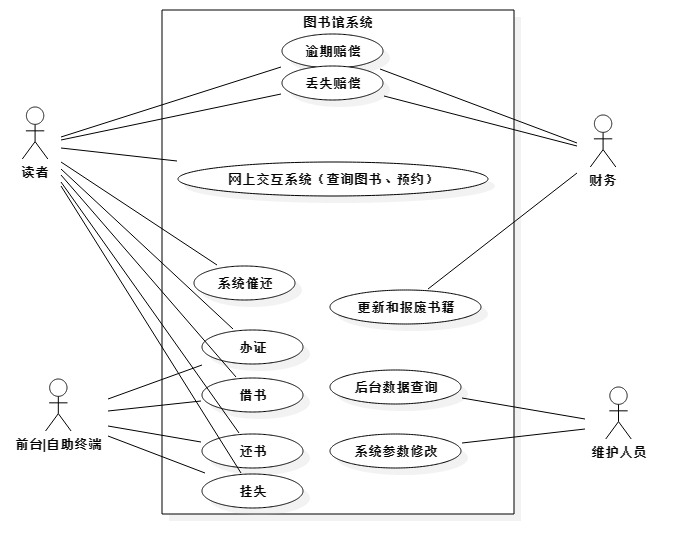 图书馆系统
逾期赔偿
丢失赔偿
读者
财务
网上交互系统（查询图书、预约）
系统催还
更新和报废书籍
办证
后台数据查询
借书
前台|自助终端
维护人员
还书
系统参数修改
挂失